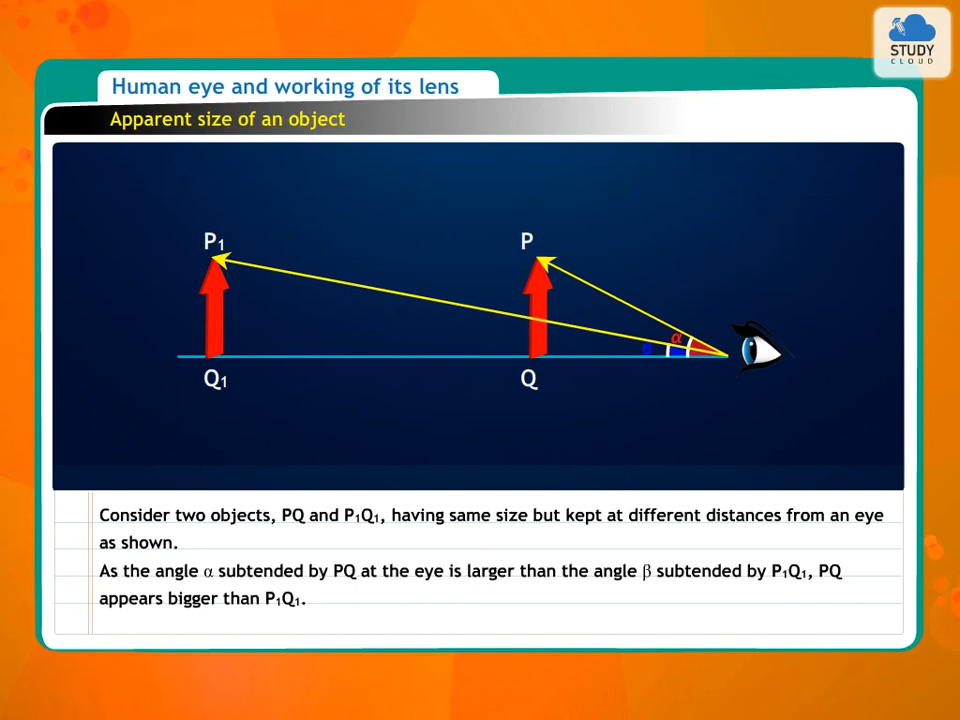 STUDY
CLOUD
Human eye and working of its lens
Apparent size of an object
P₁ P
α
Q₁ Q
Consider two objects, PQ and P₁Q₁, having same size but kept at different distances from an eye
as shown.
As the angle α subtended by PQ at the eye is larger than the angle β subtended by P₁Q₁, PQ
appears bigger than P₁Q₁.